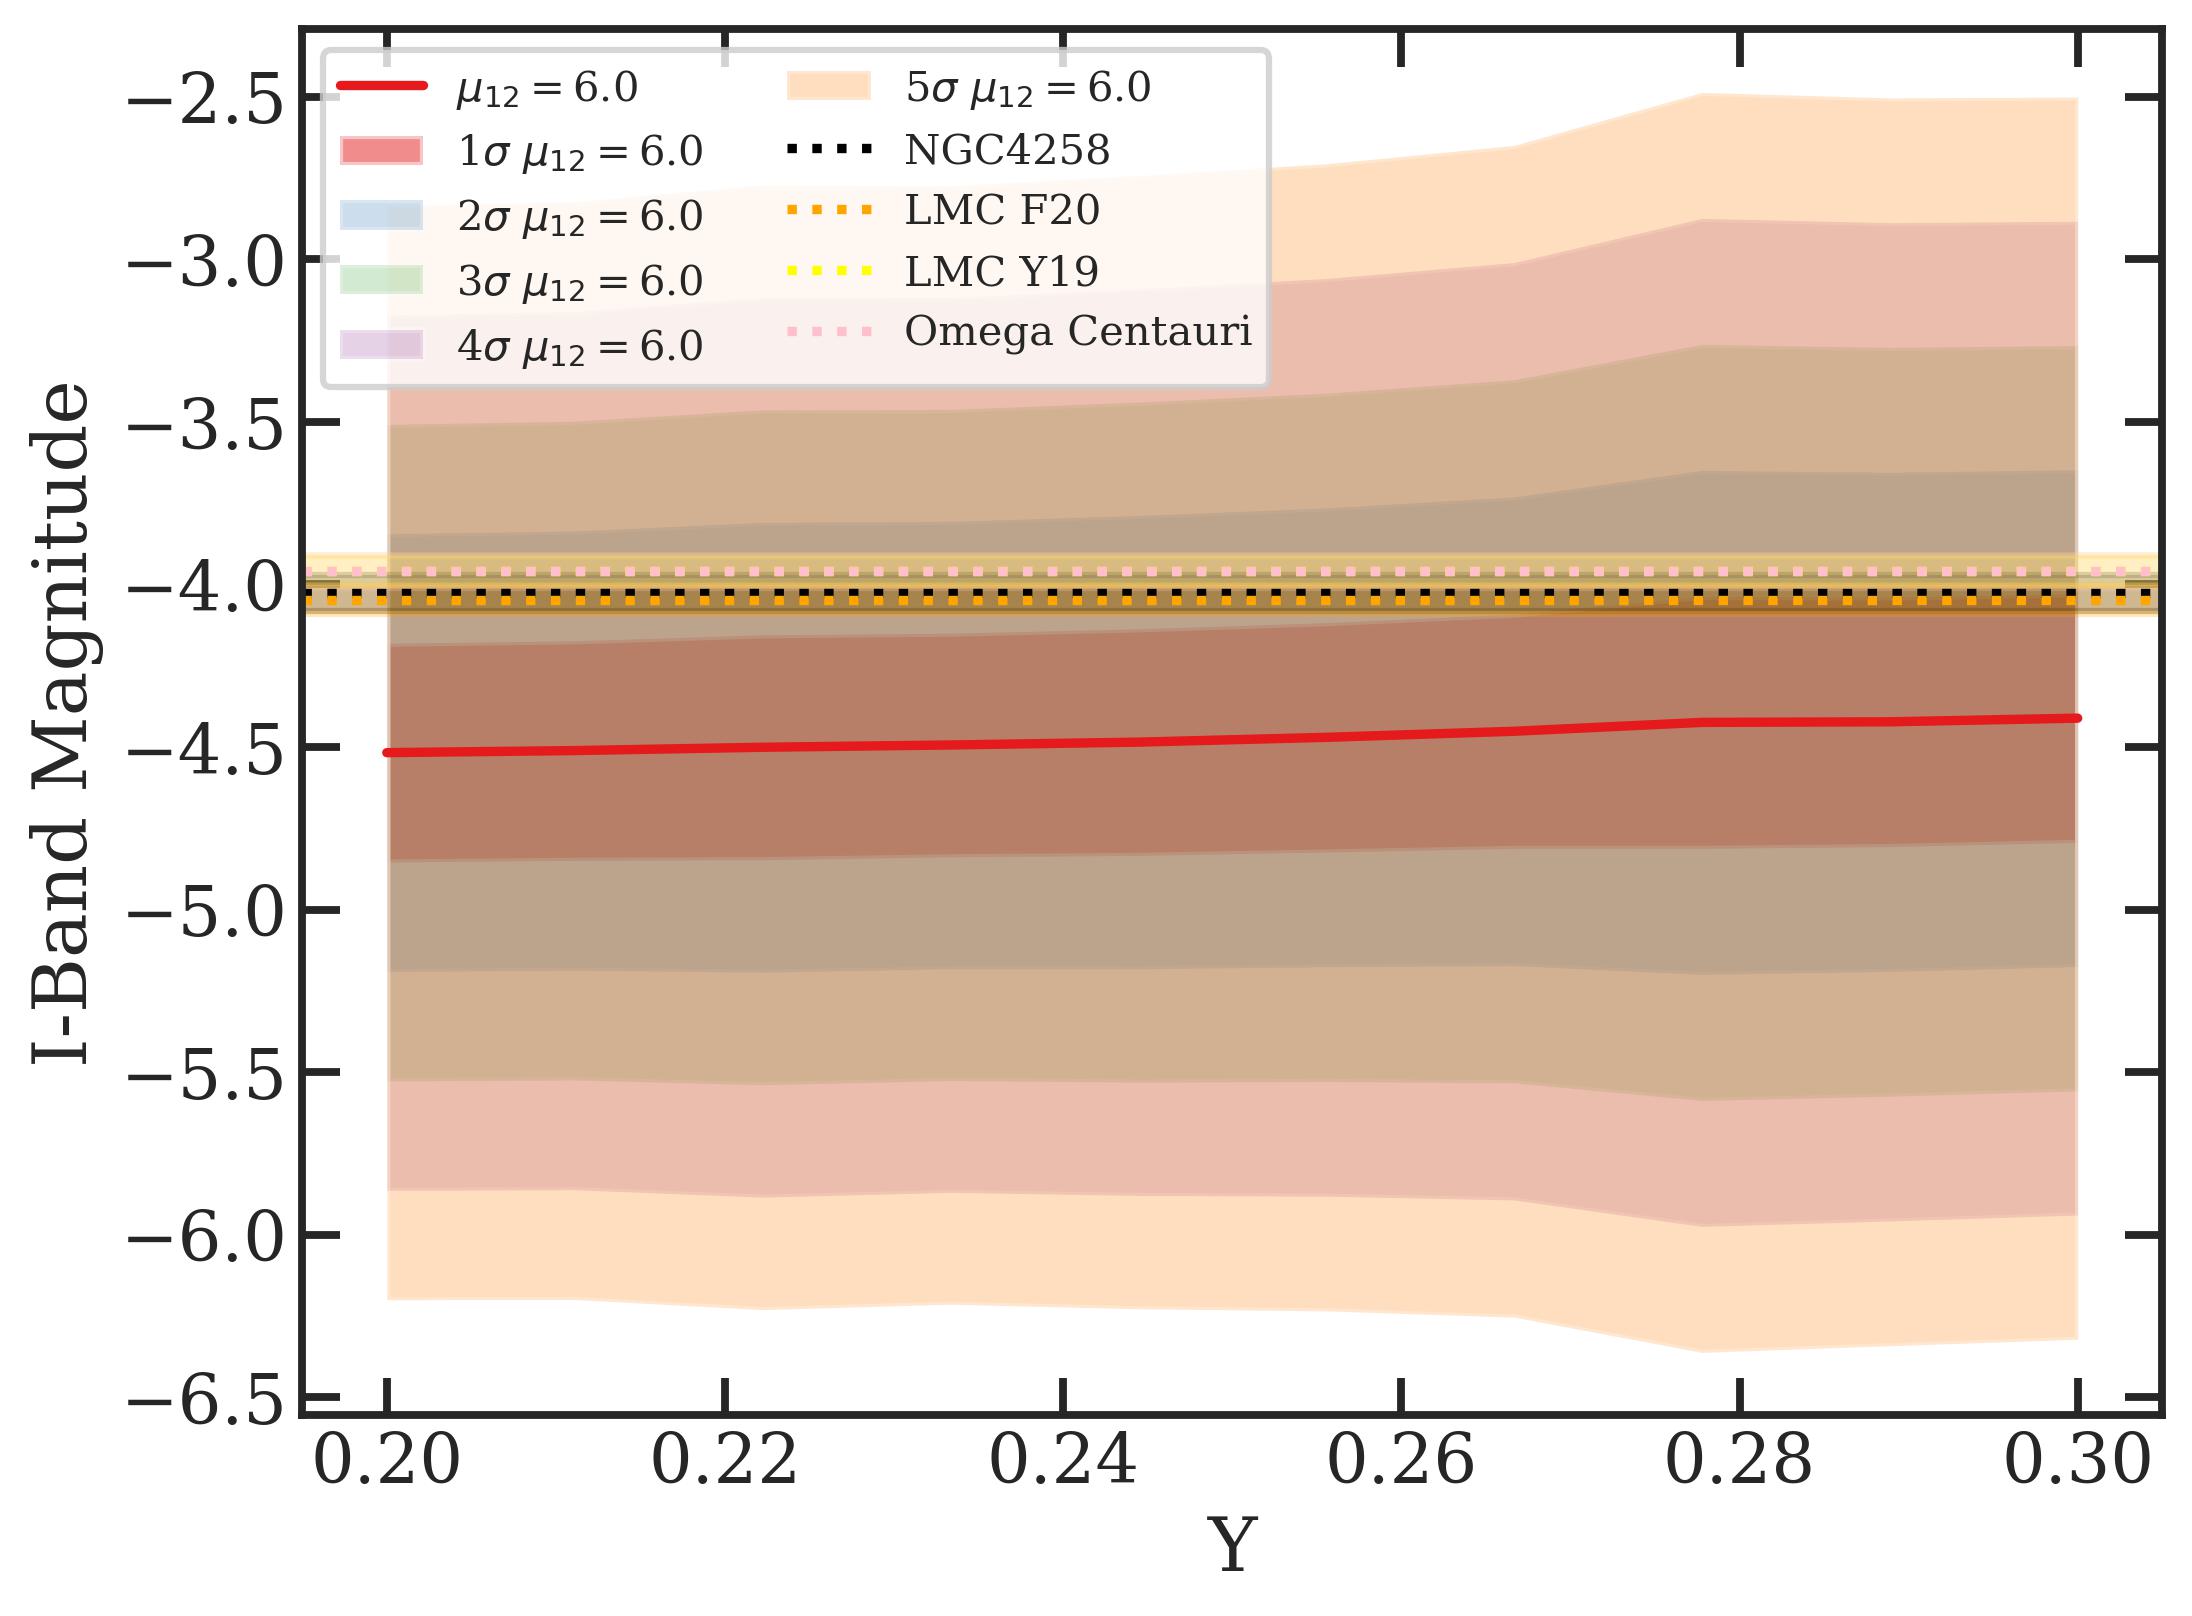 I-Band Magnitude
−2.5
−3.0
−3.5
−4.0
−4.5
−5.0
−5.5
−6.0
−6.5
μ₁₂ = 6.0
1σ μ₁₂ = 6.0
2σ μ₁₂ = 6.0
3σ μ₁₂ = 6.0
4σ μ₁₂ = 6.0
5σ μ₁₂ = 6.0
NGC4258
LMC F20
LMC Y19
Omega Centauri
0.20 0.22 0.24 0.26 0.28 0.30
Y